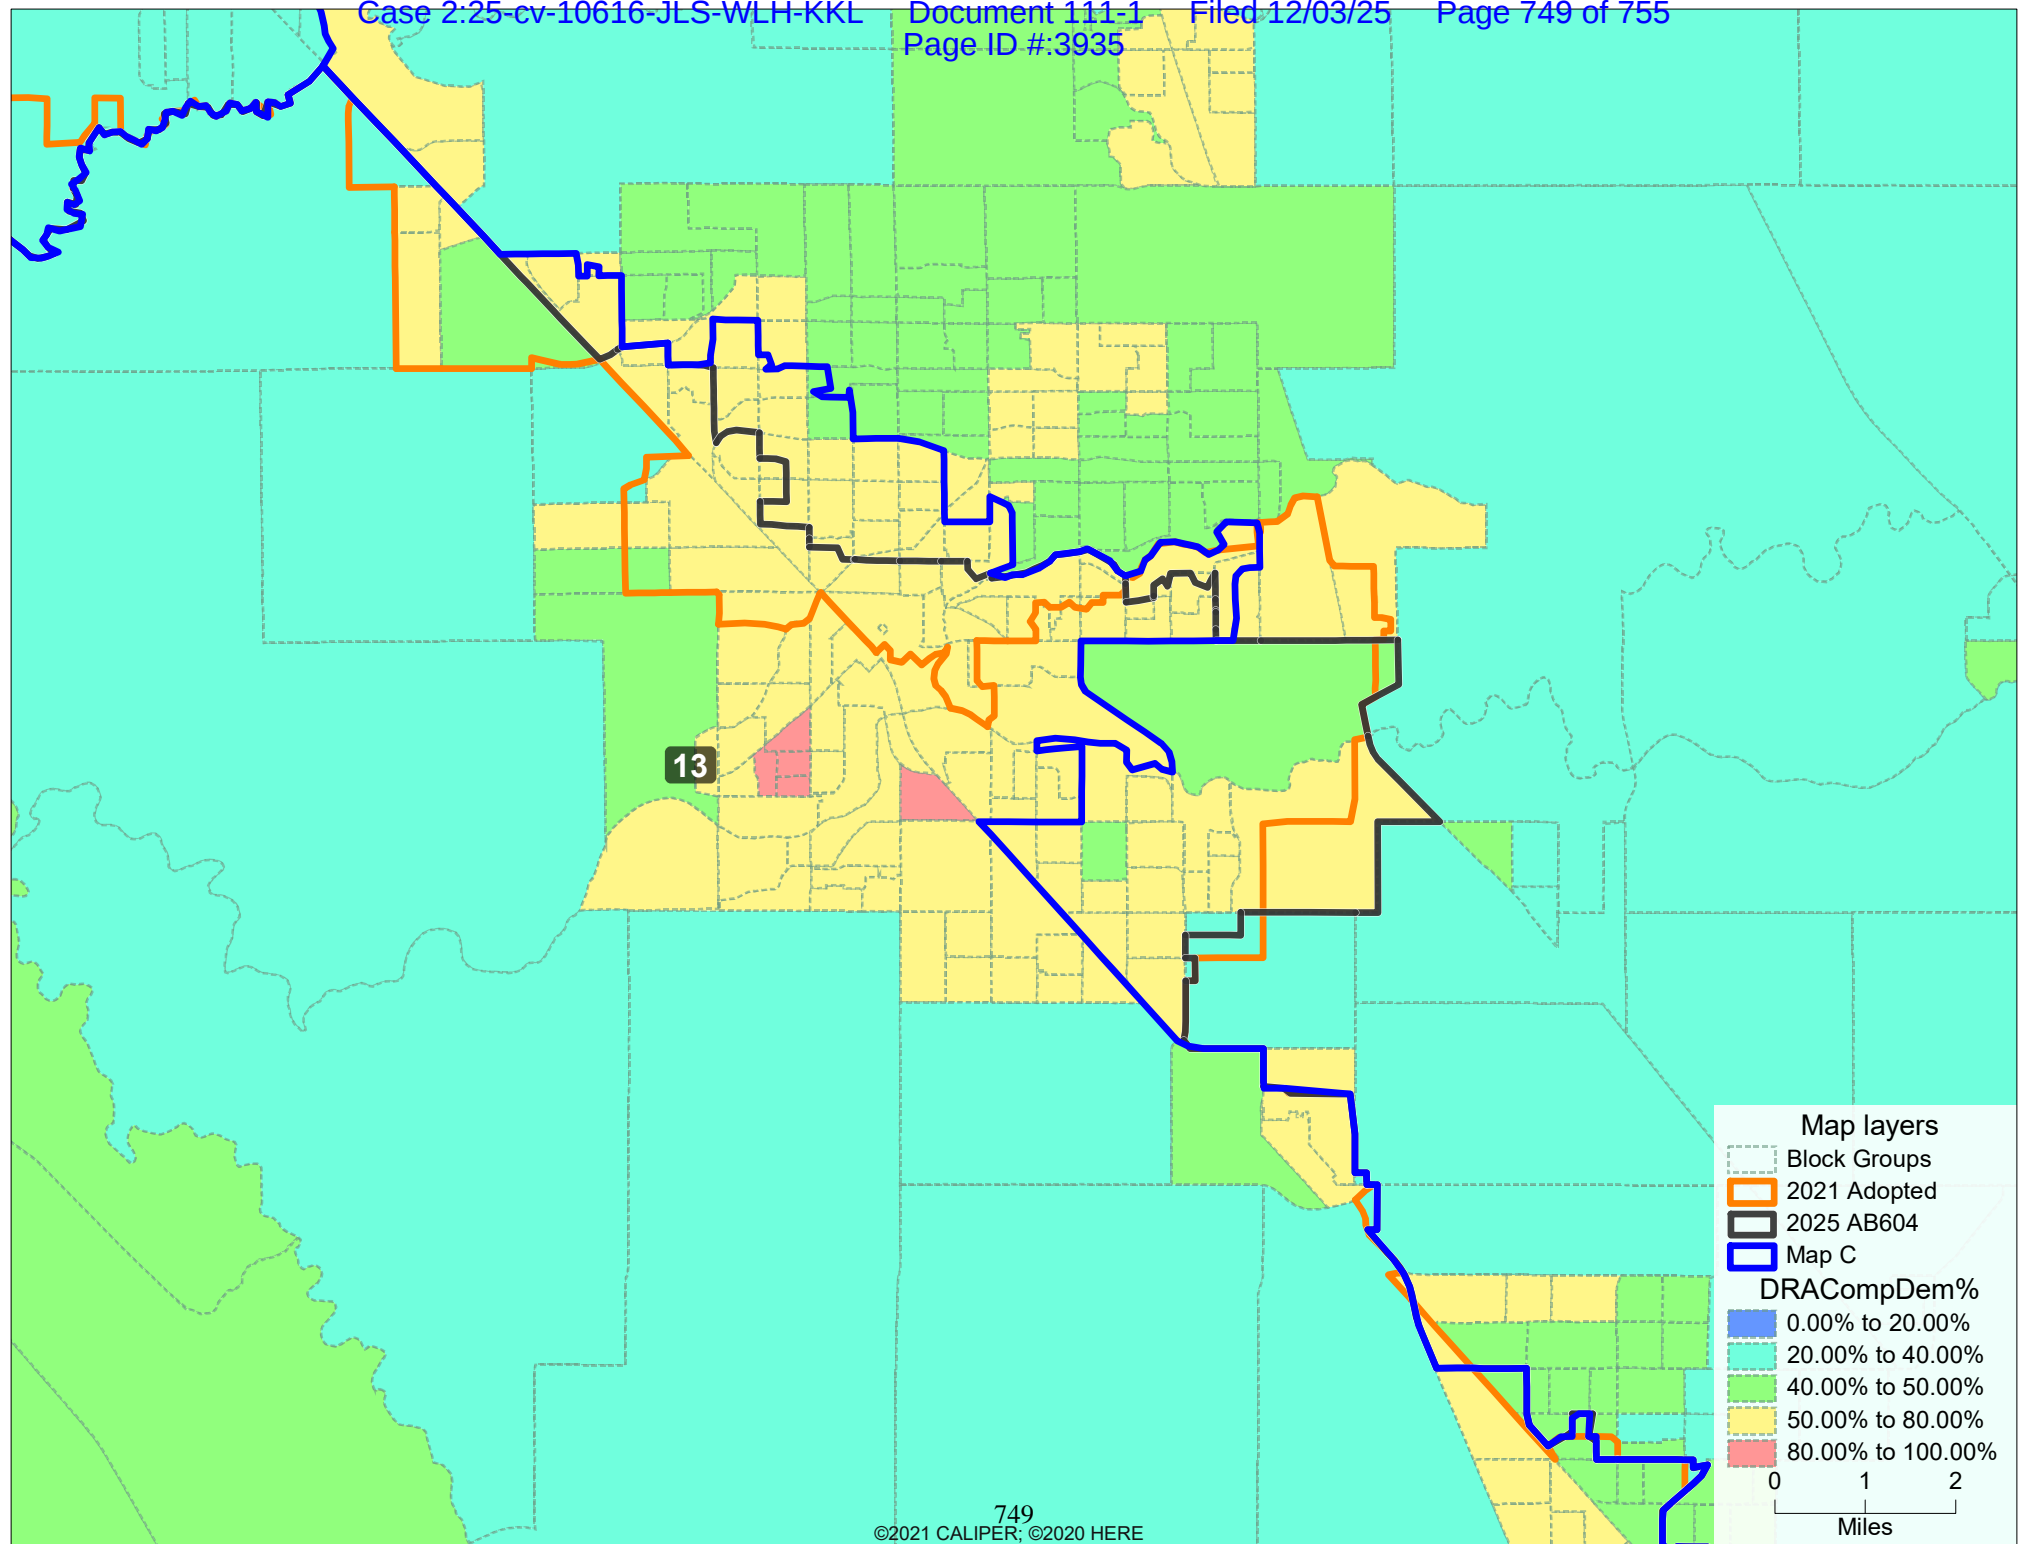 Case 2:25-cv-10616-JLS-WLH-KKL Document 111-1 Filed 12/03/25 Page 749 of 755
Page ID #:3935
13
Map layers
Block Groups
2021 Adopted
2025 AB604
Map C
DRACompDem%
0.00% to 20.00%
20.00% to 40.00%
40.00% to 50.00%
50.00% to 80.00%
80.00% to 100.00%
0 1 2
Miles
749
©2021 CALIPER; ©2020 HERE